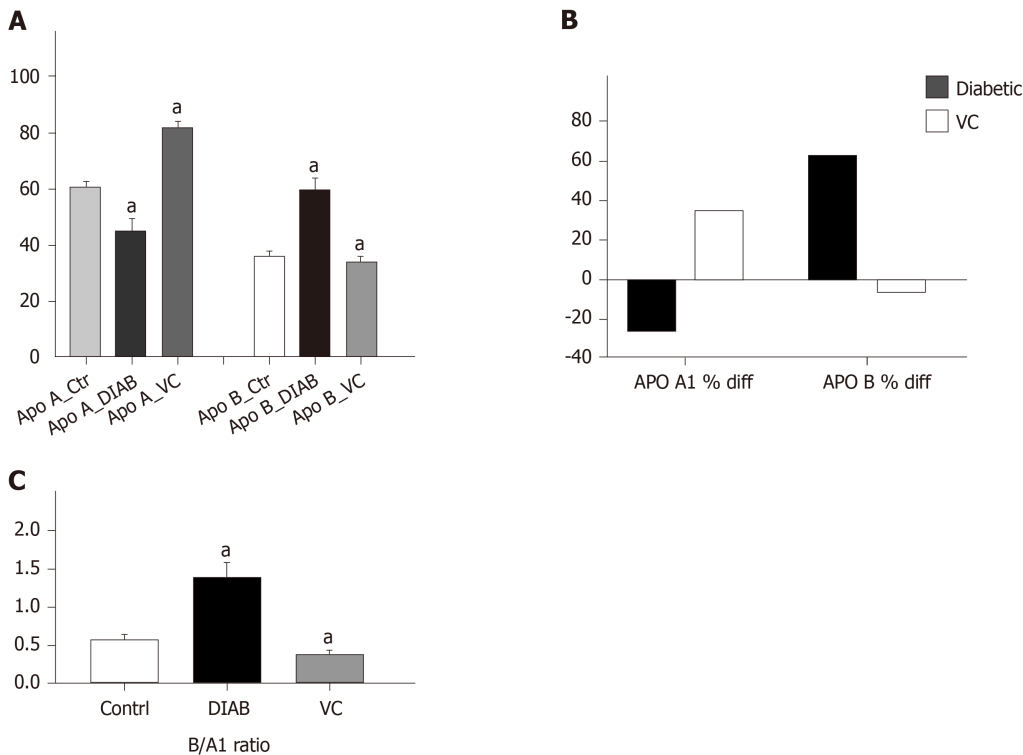 A
100
80
60
40
20
0
a
a
a
a
a
Apo A_Ctr
Apo A_DIAB
Apo A_VC
Apo B_Ctr
Apo B_DIAB
Apo B_VC
B
Diabetic
VC
80
60
40
20
0
-20
-40
APO A1 % diff
APO B % diff
C
2.0
1.5
1.0
0.5
0.0
a
a
Contrl
DIAB
VC
B/A1 ratio